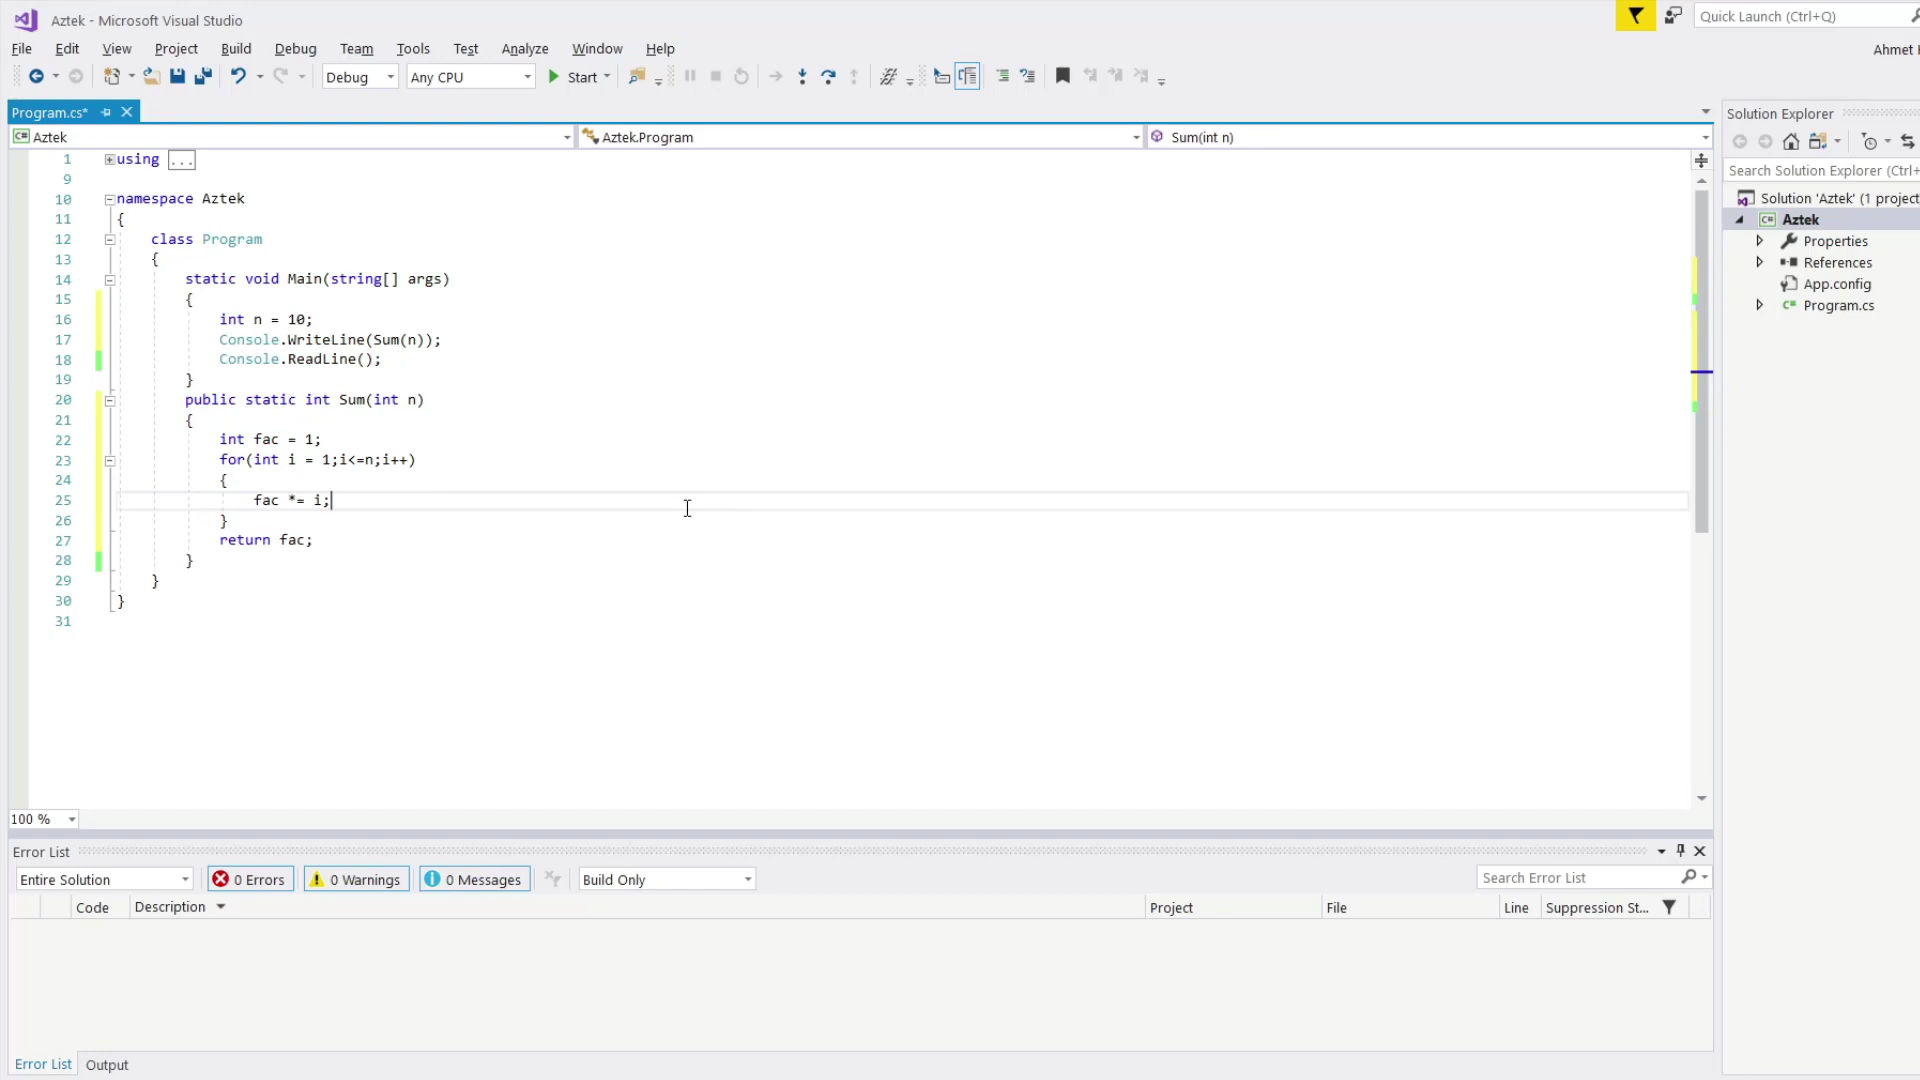 Aztek - Microsoft Visual Studio
Quick Launch (Ctrl+Q)
File Edit View Project Build Debug Team Tools Test Analyze Window Help
Ahmet
Debug Any CPU Start
Program.cs*
Aztek Aztek.Program Sum(int n)
1 using ...
9
10 namespace Aztek
11 {
12 class Program
13 {
14 static void Main(string[] args)
15 {
16 int n = 10;
17 Console.WriteLine(Sum(n));
18 Console.ReadLine();
19 }
20 public static int Sum(int n)
21 {
22 int fac = 1;
23 for(int i = 1;i<=n;i++)
24 {
25 fac *= i;
26 }
27 return fac;
28 }
29 }
30 }
31
100 %
Solution Explorer
Search Solution Explorer (Ctrl+
Solution 'Aztek' (1 project
Aztek
Properties
References
App.config
Program.cs
Error List
Entire Solution 0 Errors 0 Warnings 0 Messages Build Only Search Error List
Code Description Project File Line Suppression St...
Error List Output